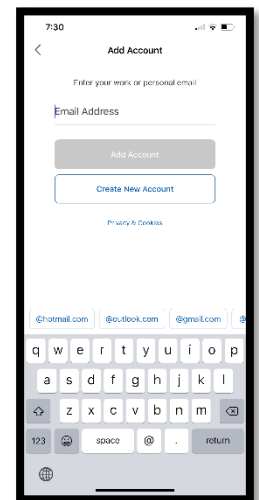 7:30
Add Account
Enter your work or personal email
Email Address
Add Account
Create New Account
Privacy & Cookies
@hotmail.com @outlook.com @gmail.com @
q w e r t y u i o p
a s d f g h j k l
z x c v b n m
123 space @ . return